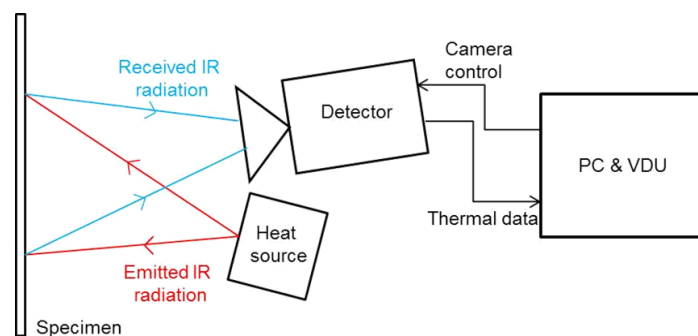 Received IR
radiation
Camera
control
Detector
PC & VDU
Thermal data
Heat
source
Emitted IR
radiation
Specimen